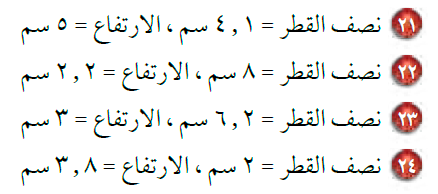 ٢١ نصف القطر = ٤,١ سم ، الارتفاع = ٥ سم
٢٢ نصف القطر = ٨ سم ، الارتفاع = ٢,٢ سم
٢٣ نصف القطر = ٦,٢ سم ، الارتفاع = ٣ سم
٢٤ نصف القطر = ٢ سم ، الارتفاع = ٣,٨ سم